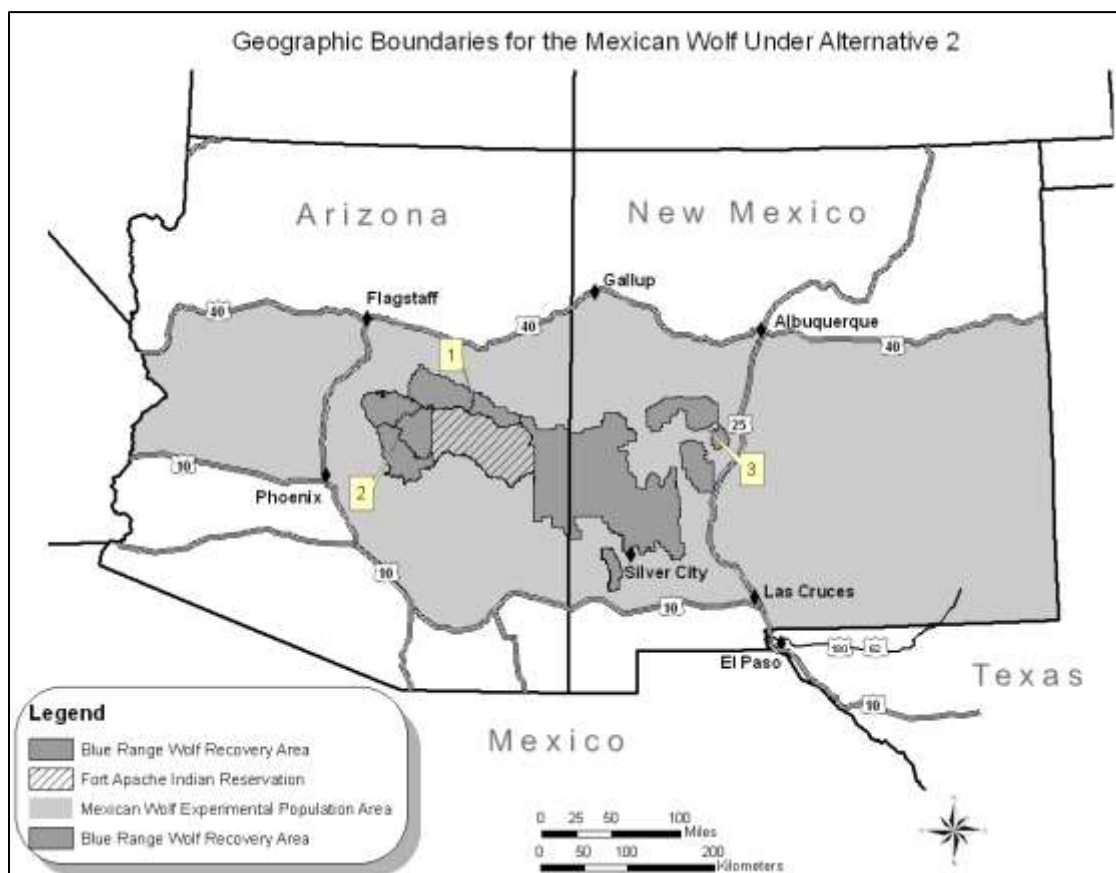 Geographic Boundaries for the Mexican Wolf Under Alternative 2
Arizona
New Mexico
Gallup
Flagstaff
40
40
Albuquerque
40
1
25
3
10
Phoenix
2
Silver City
10
10
Las Cruces
El Paso
180
62
Texas
10
Mexico
Legend
Blue Range Wolf Recovery Area
Fort Apache Indian Reservation
Mexican Wolf Experimental Population Area
Blue Range Wolf Recovery Area
0 25 50 100
Miles
0 50 100 200
Kilometers